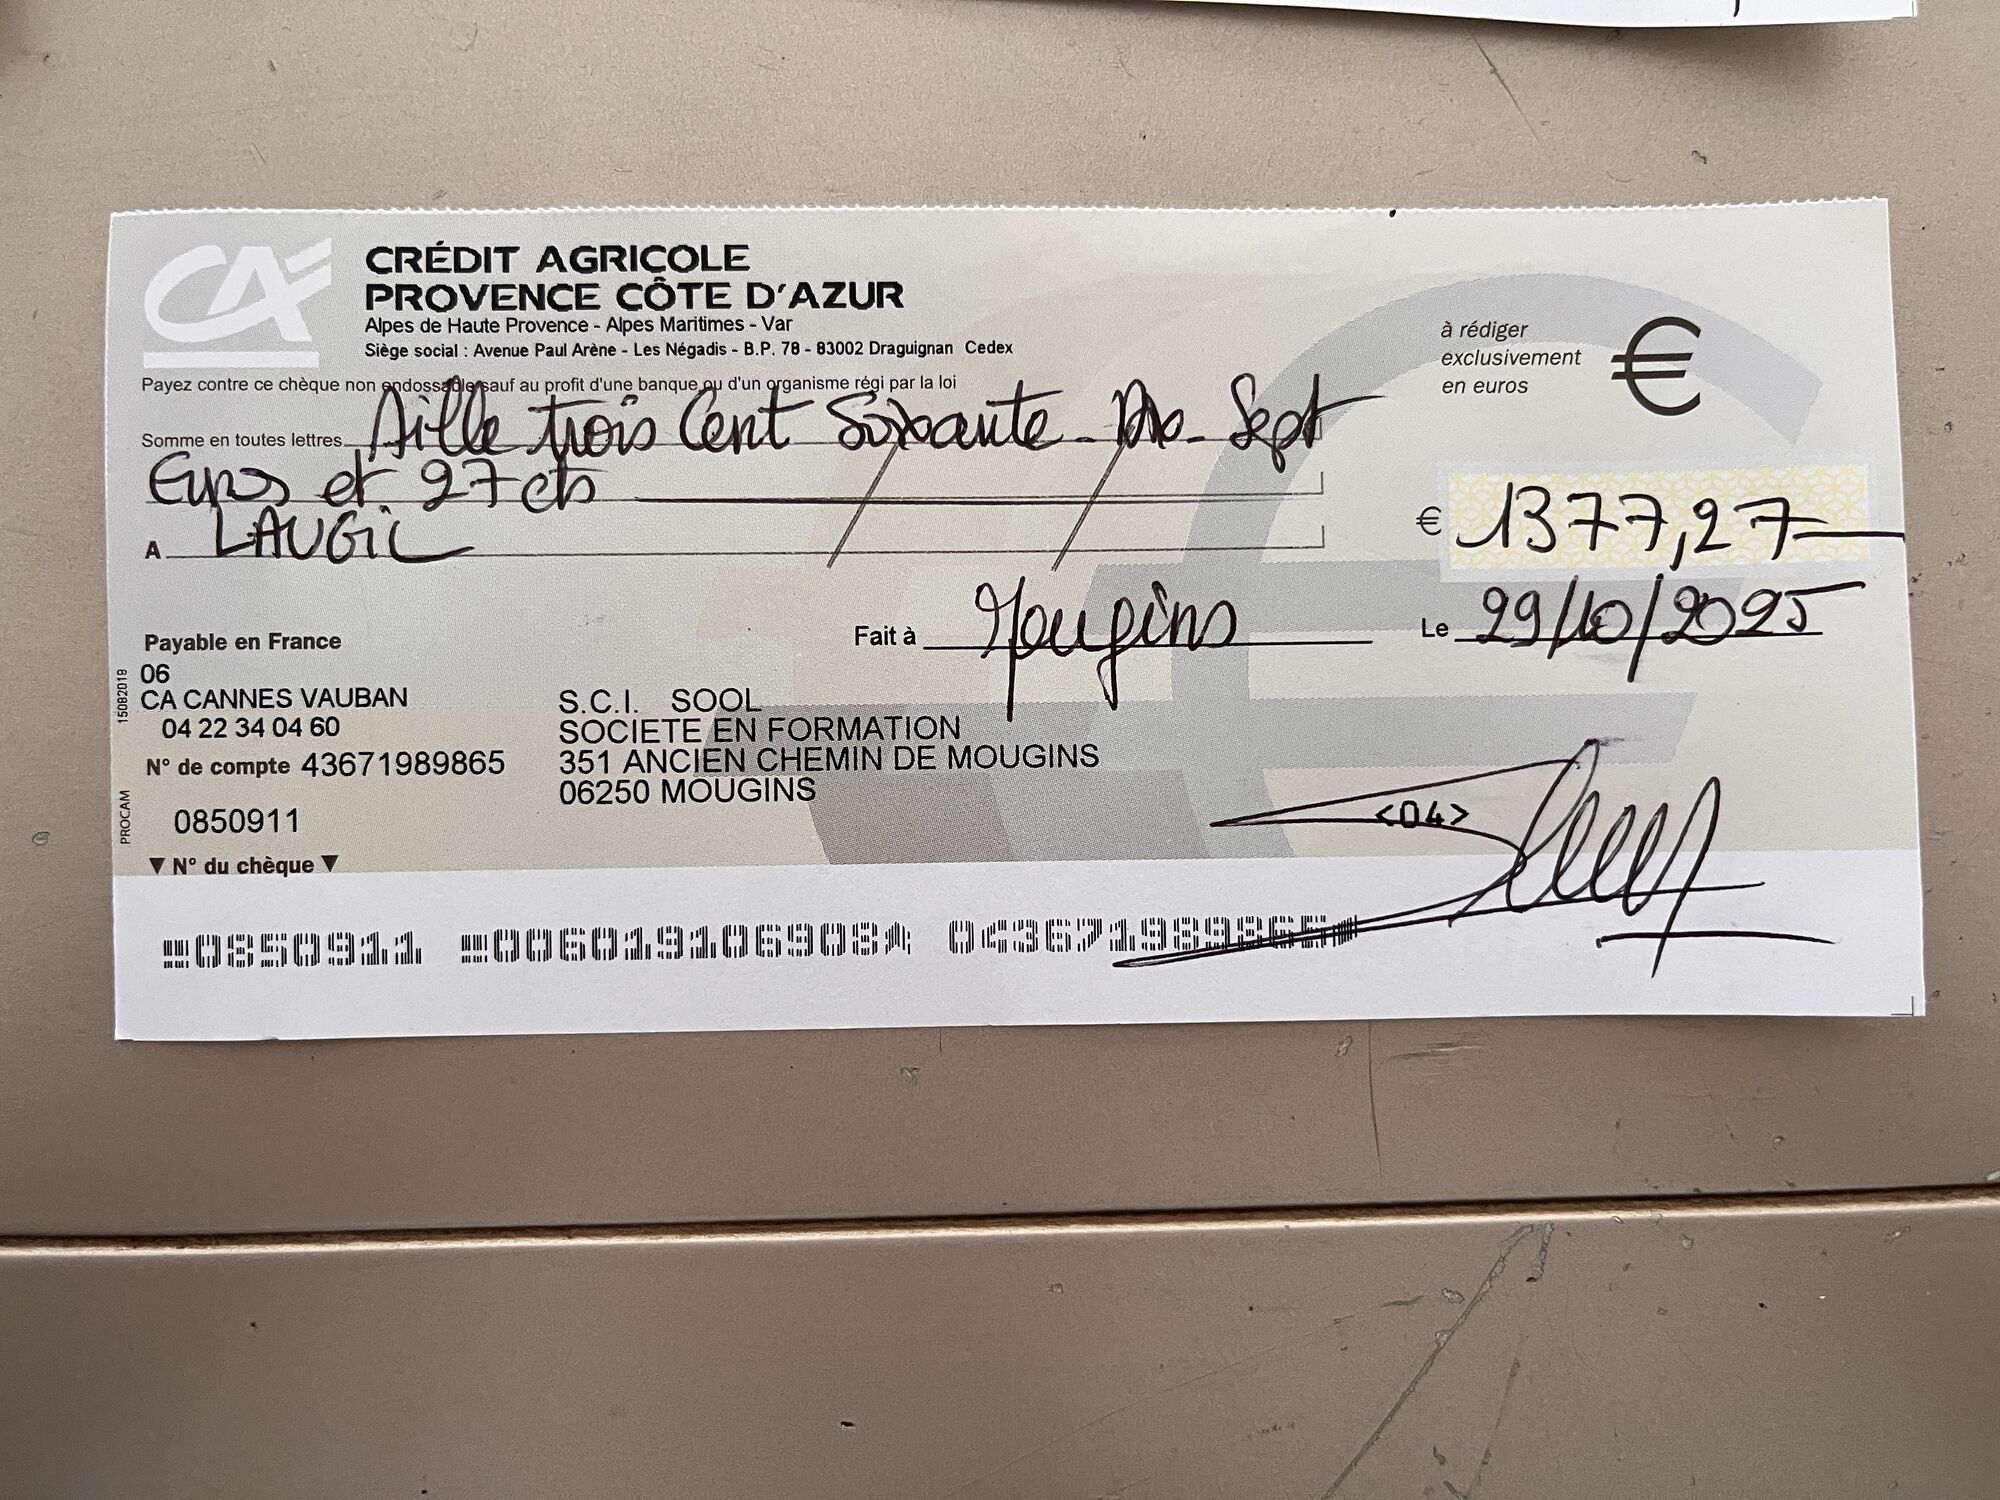 CA
CRÉDIT AGRICOLE
PROVENCE CÔTE D'AZUR
Alpes de Haute Provence - Alpes Maritimes - Var
Siège social : Avenue Paul Arène - Les Négadis - B.P. 78 - 83002 Draguignan Cedex
à rédiger
exclusivement
en euros
€
Payez contre ce chèque non endossable sauf au profit d'une banque ou d'un organisme régi par la loi
Somme en toutes lettres Mille trois Cent Soixante - Dix - Sept
Euros et 27 cts
€ 1377,27
A LAUGIL
Fait à Mougins Le 29/10/2025
Payable en France
06
CA CANNES VAUBAN
04 22 34 04 60
N° de compte 43671989865
0850911
▼ N° du chèque ▼
15082019
PROCAM
S.C.I. SOOL
SOCIETE EN FORMATION
351 ANCIEN CHEMIN DE MOUGINS
06250 MOUGINS
<04>
0850911 006019106908 043671989865